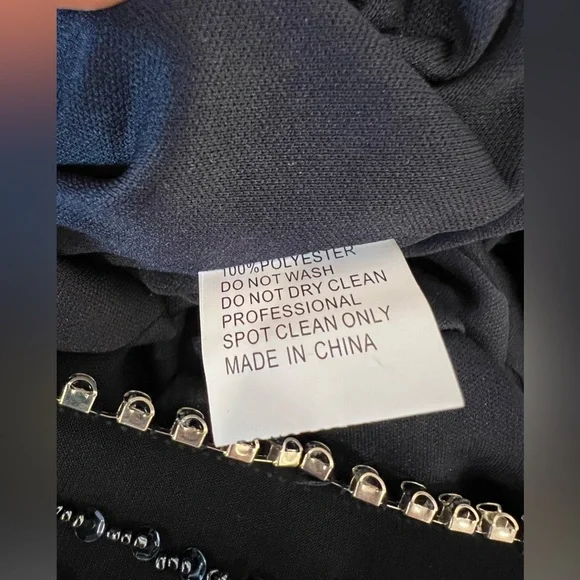 100%POLYESTER
DO NOT WASH
DO NOT DRY CLEAN
PROFESSIONAL
SPOT CLEAN ONLY
MADE IN CHINA